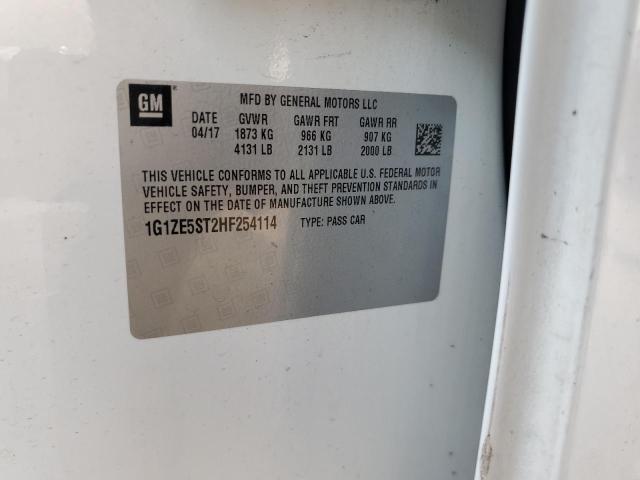 GM
MFD BY GENERAL MOTORS LLC
DATE GVWR GAWR FRT GAWR RR
04/17 1873 KG 966 KG 907 KG
4131 LB 2131 LB 2000 LB
THIS VEHICLE CONFORMS TO ALL APPLICABLE U.S. FEDERAL MOTOR
VEHICLE SAFETY, BUMPER, AND THEFT PREVENTION STANDARDS IN
EFFECT ON THE DATE OF MANUFACTURE SHOWN ABOVE.
1G1ZE5ST2HF254114 TYPE: PASS CAR